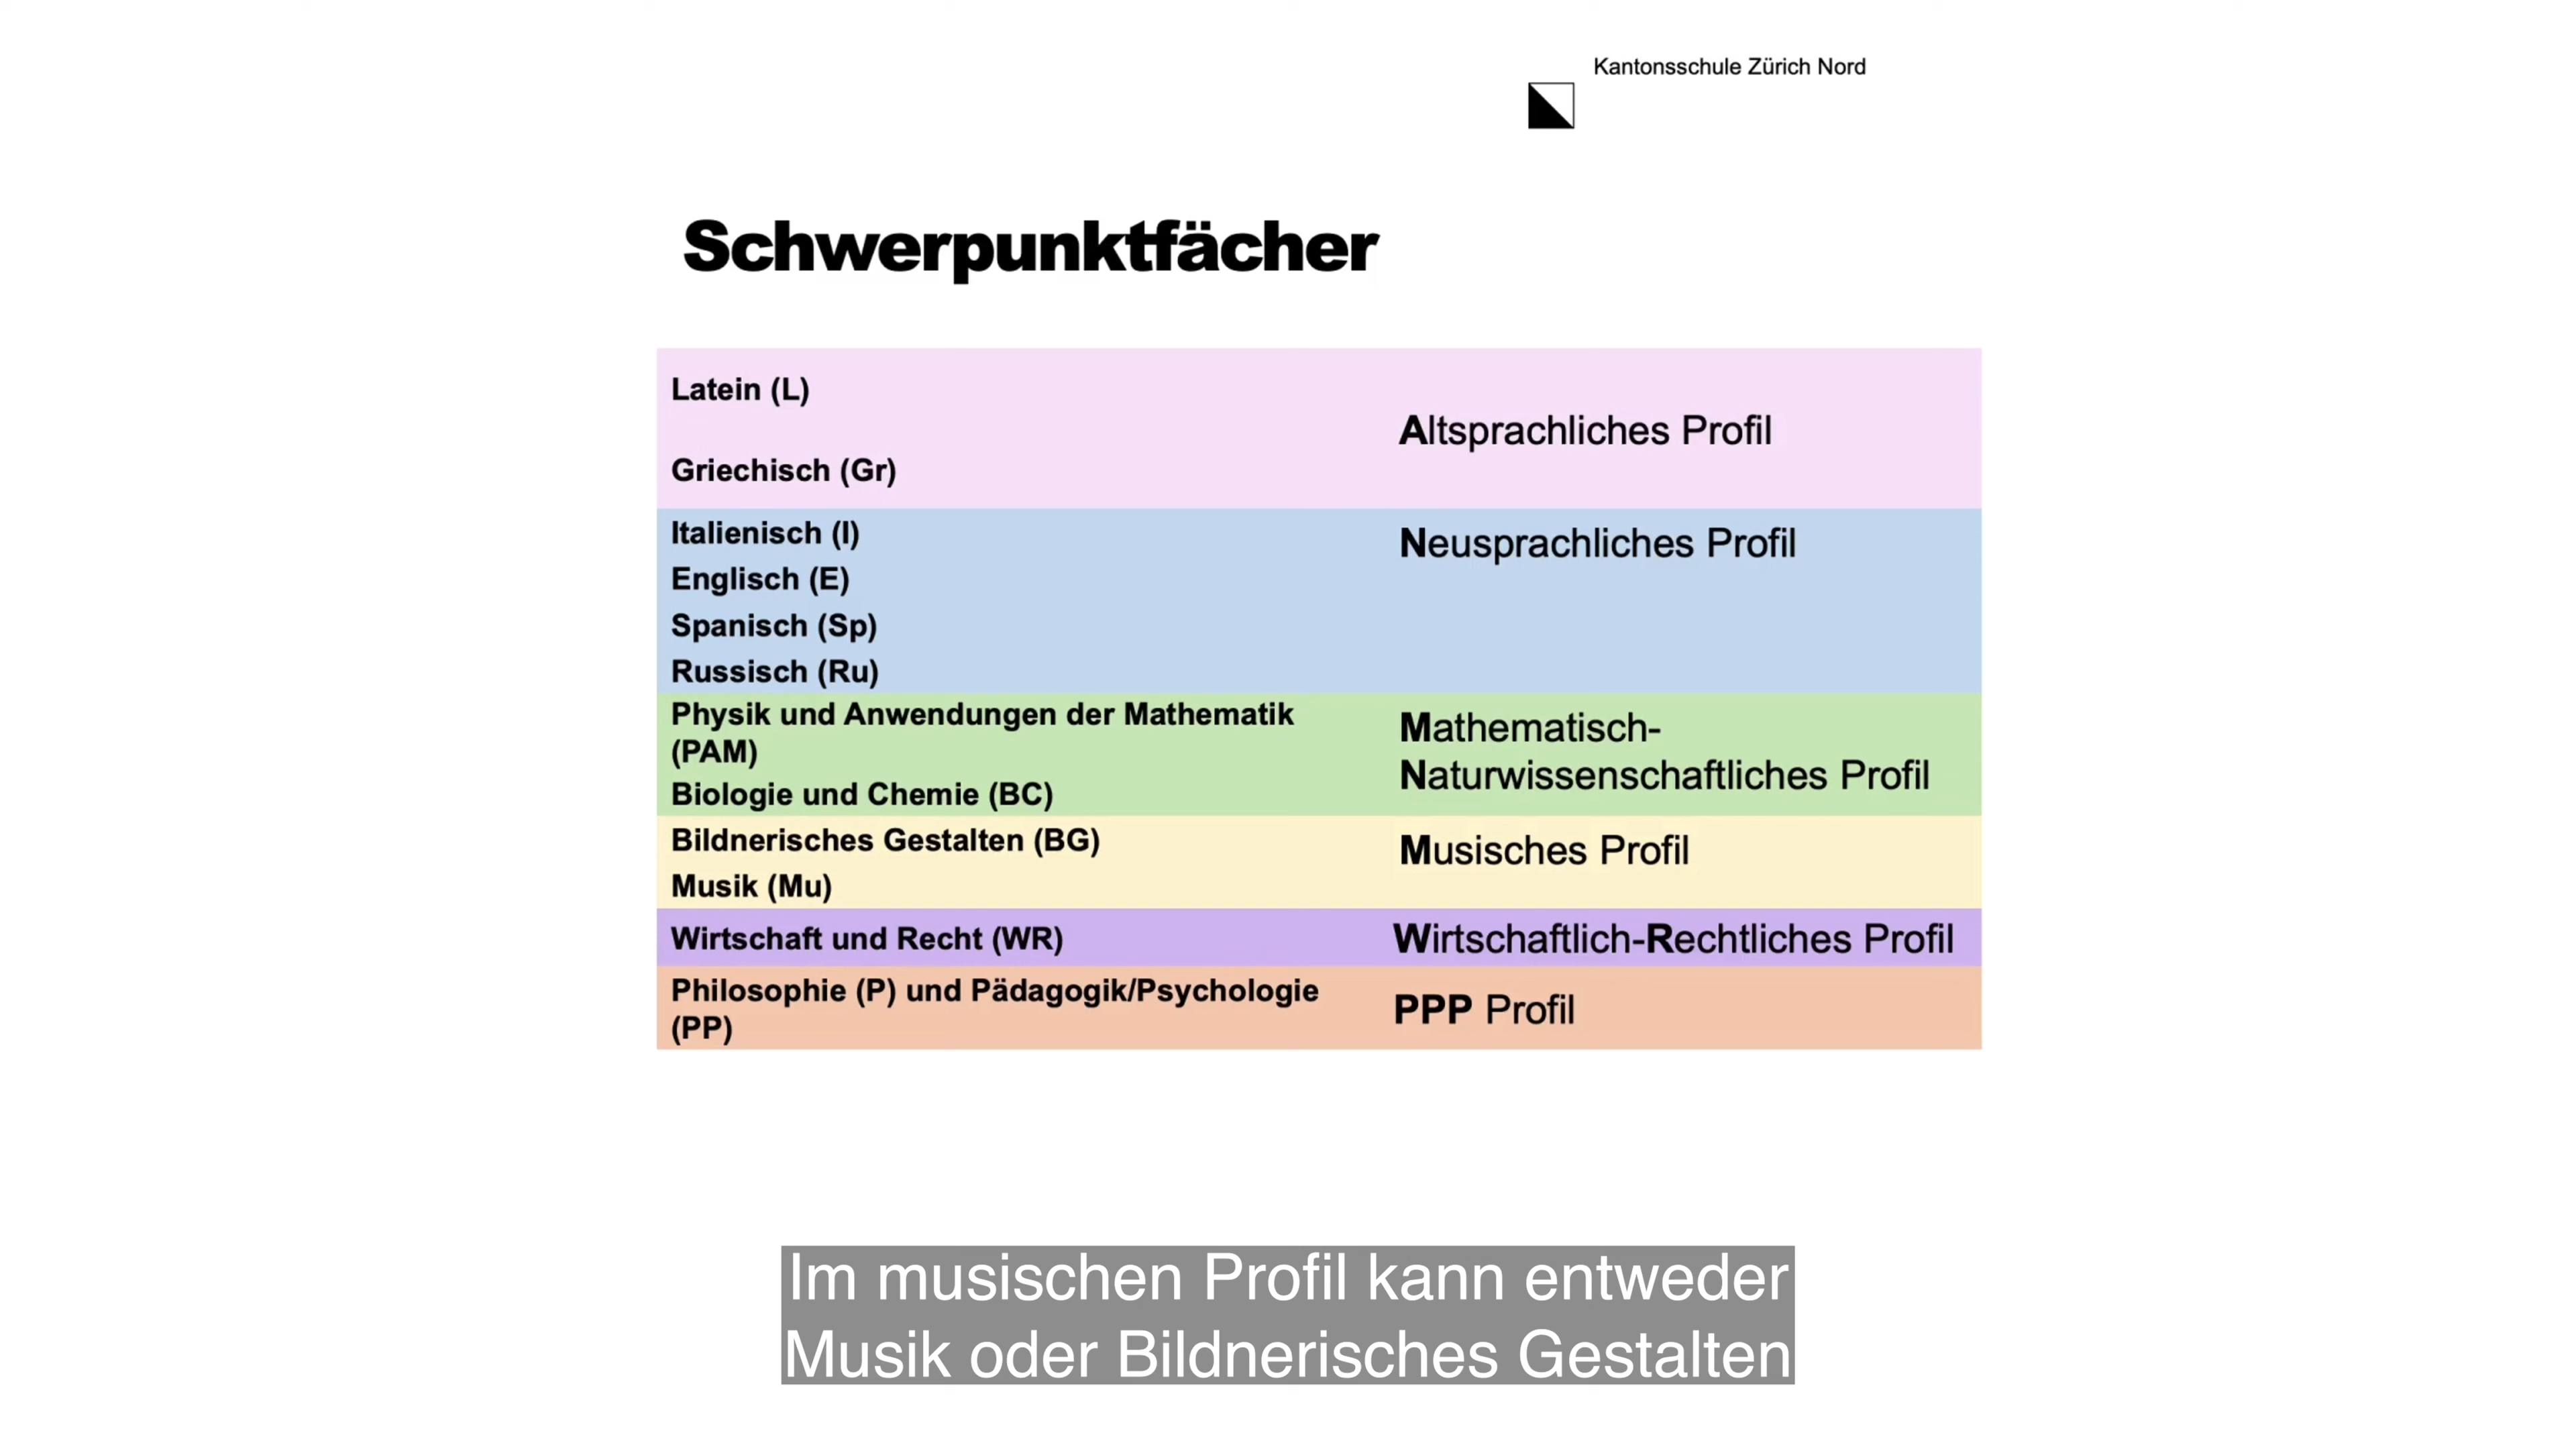 Kantonsschule Zürich Nord
Schwerpunktfächer
Latein (L)
Griechisch (Gr)
Altsprachliches Profil
Italienisch (I)
Englisch (E)
Spanisch (Sp)
Russisch (Ru)
Neusprachliches Profil
Physik und Anwendungen der Mathematik
(PAM)
Biologie und Chemie (BC)
Mathematisch-
Naturwissenschaftliches Profil
Bildnerisches Gestalten (BG)
Musik (Mu)
Musisches Profil
Wirtschaft und Recht (WR)
Wirtschaftlich-Rechtliches Profil
Philosophie (P) und Pädagogik/Psychologie
(PP)
PPP Profil
Im musischen Profil kann entweder
Musik oder Bildnerisches Gestalten